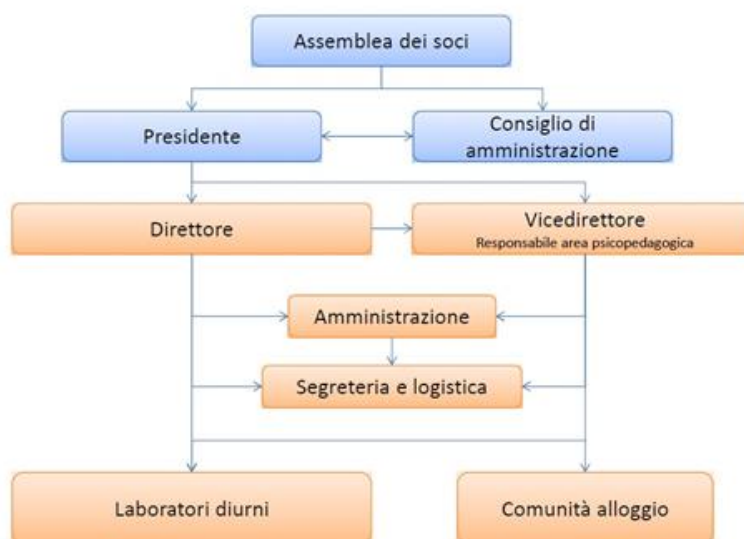 Assemblea dei soci
Presidente
Consiglio di
amministrazione
Direttore
Vicedirettore
Responsabile area psicopedagogica
Amministrazione
Segreteria e logistica
Laboratori diurni
Comunità alloggio